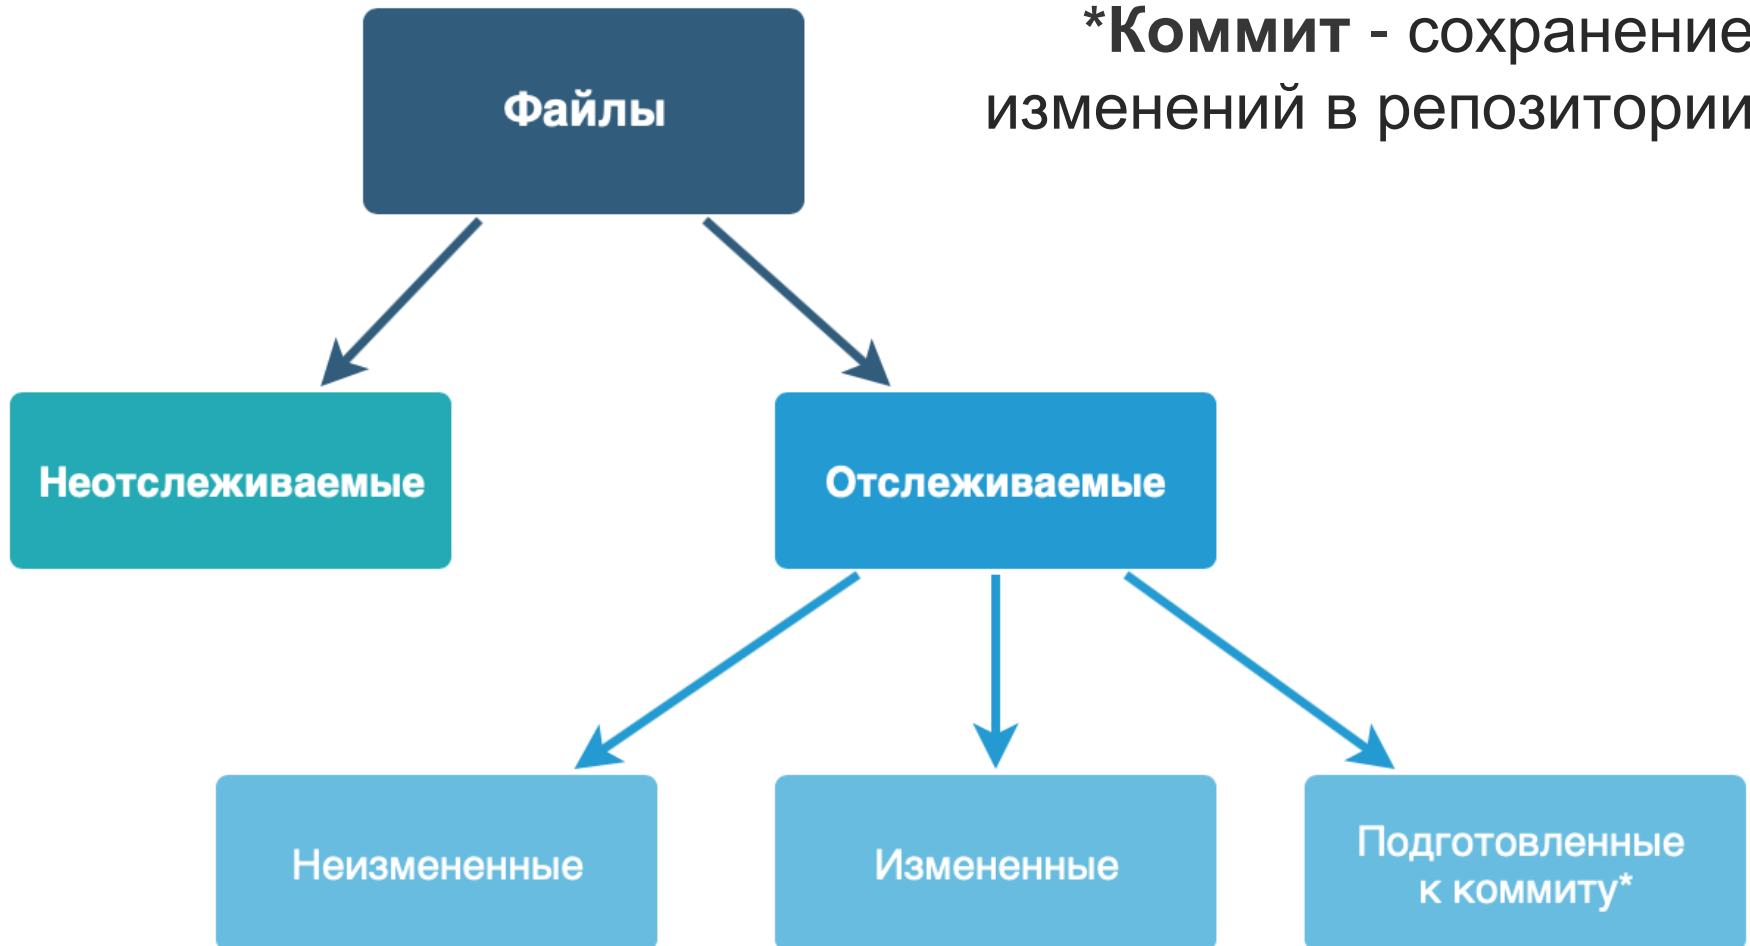 *Коммит - сохранение
изменений в репозитории
Файлы
Неотслеживаемые
Отслеживаемые
Неизмененные
Измененные
Подготовленные
к коммиту*